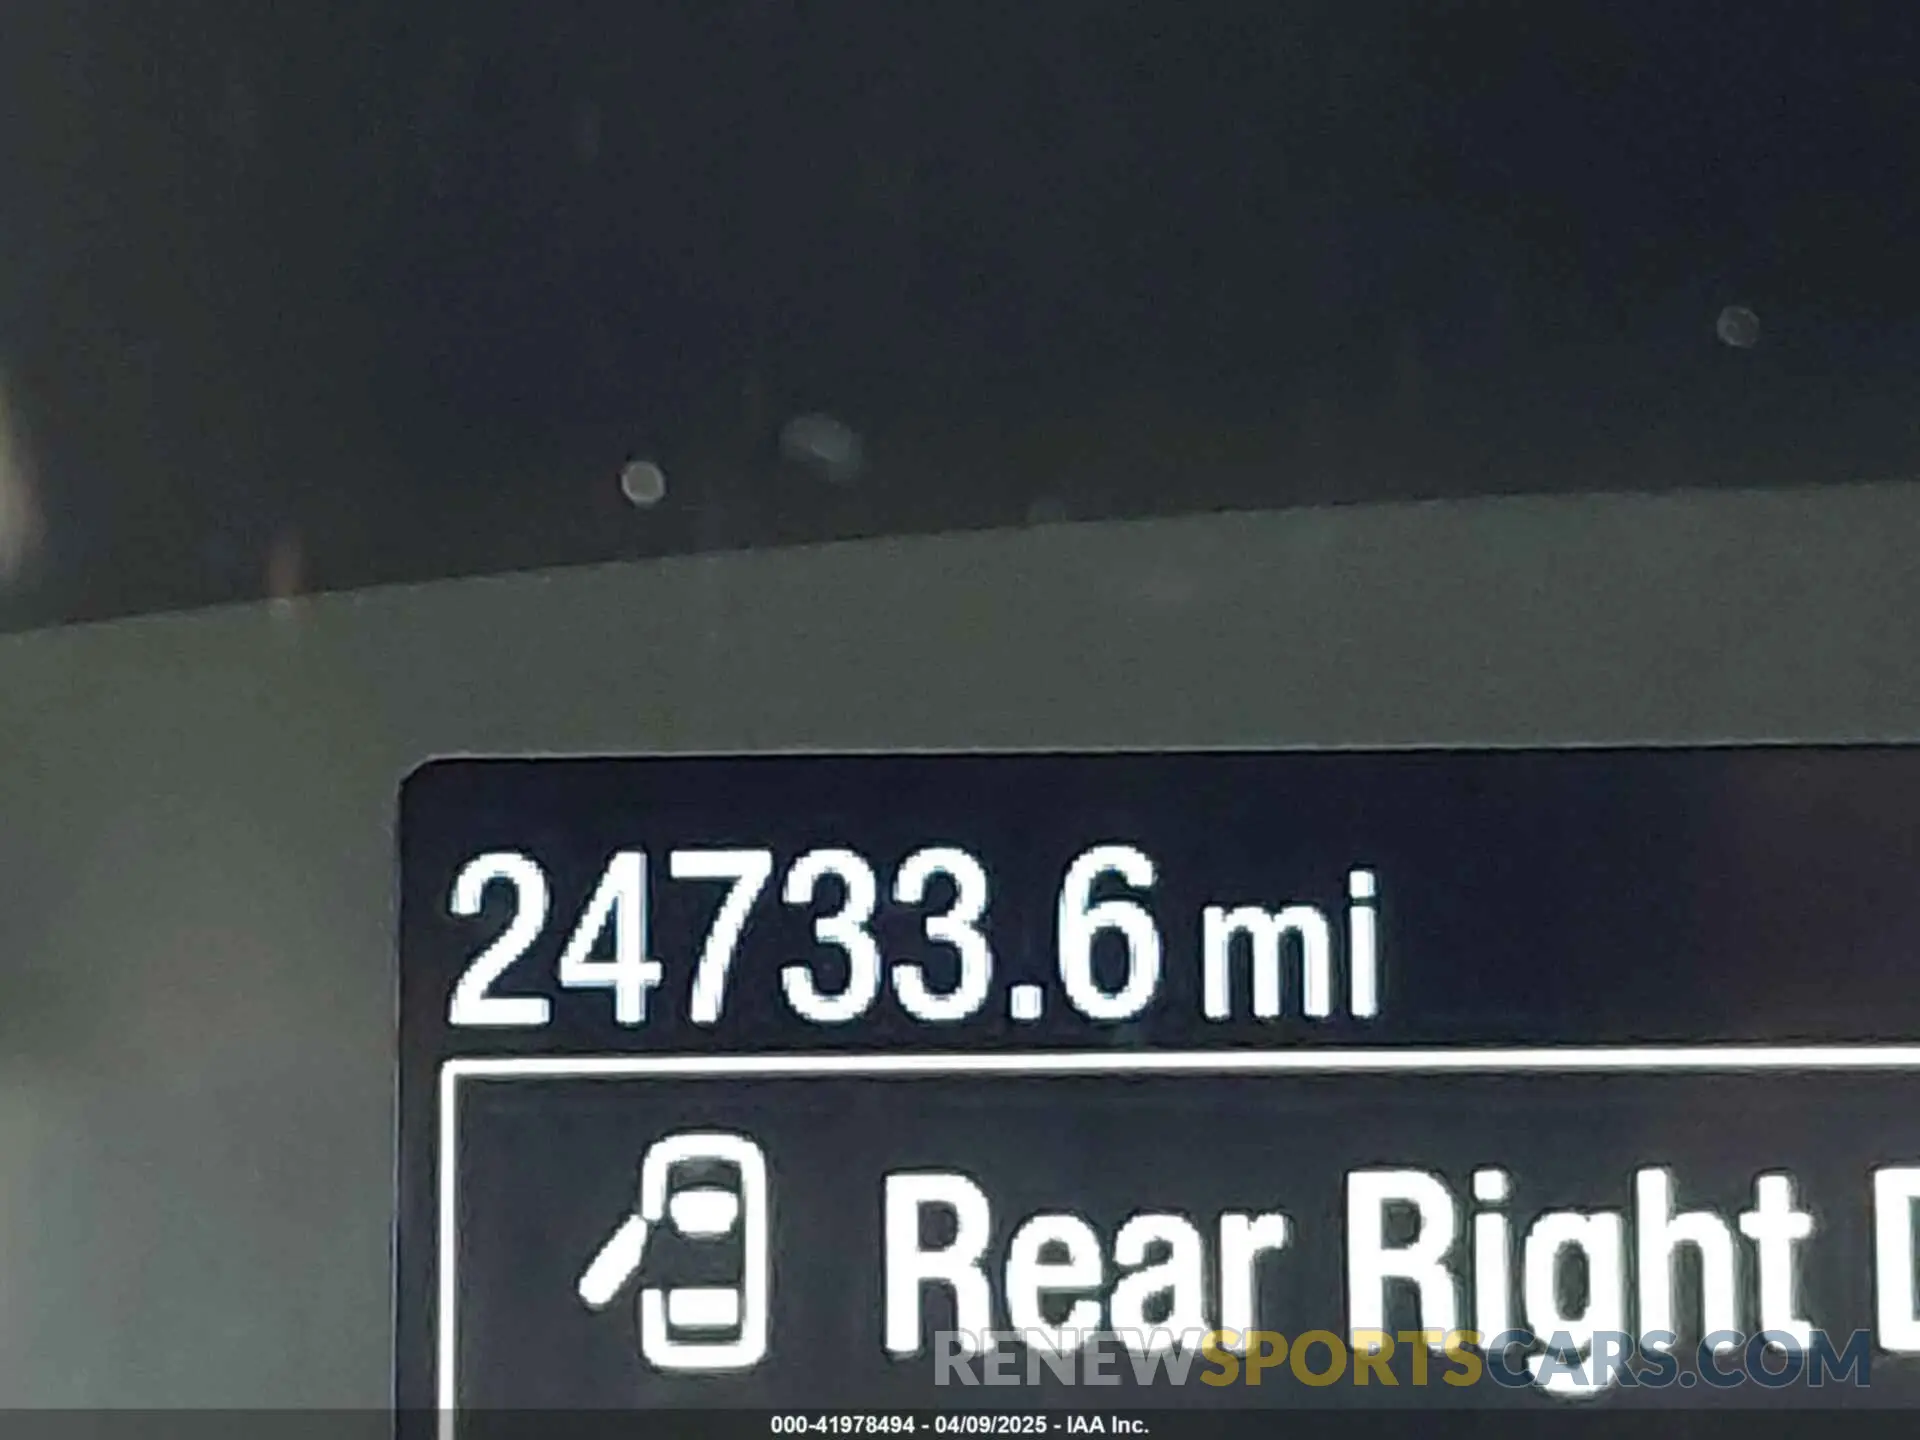 24733.6 mi
Rear Right D
RENEWSPORTSCARS.COM
000-41978494 - 04/09/2025 - IAA Inc.